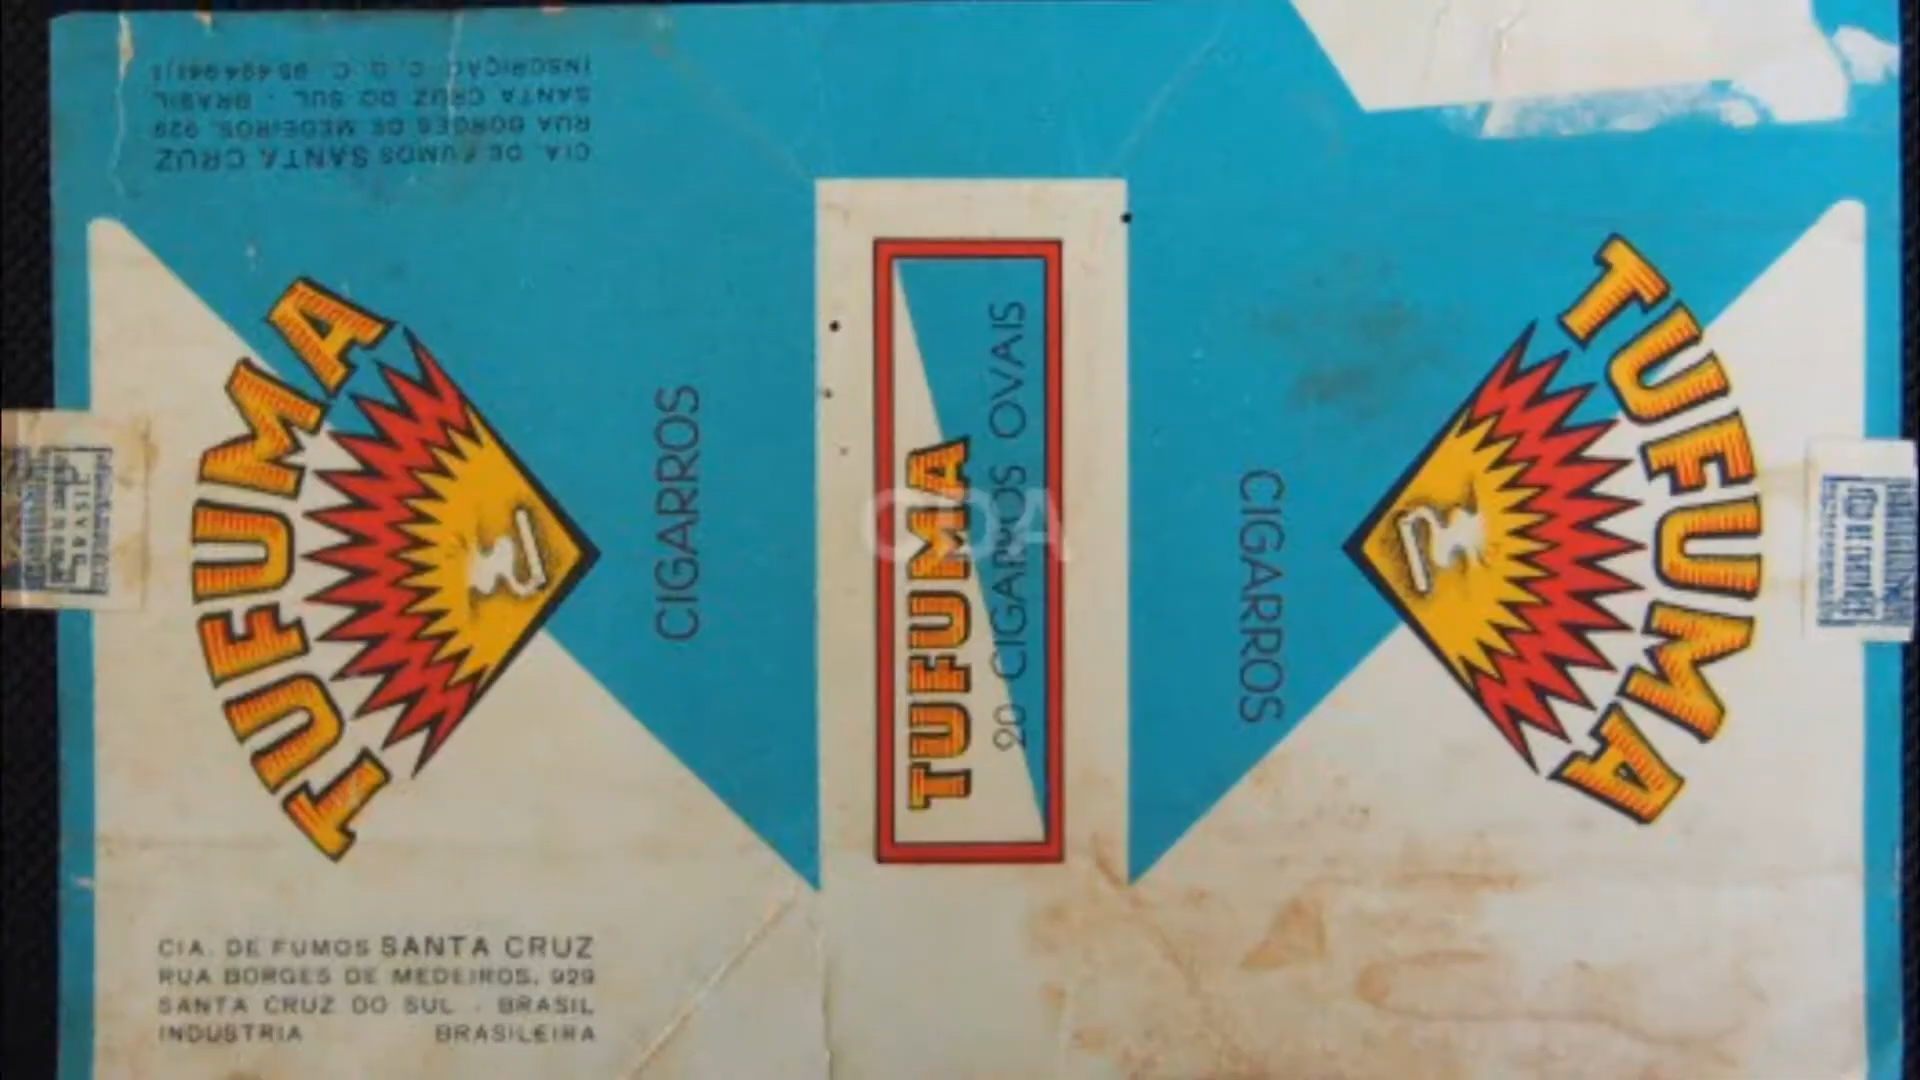 CIA. DE FUMOS SANTA CRUZ
RUA BORGES DE MEDEIROS, 929
SANTA CRUZ DO SUL - BRASIL
INSCRIÇÃO C. G. C.
TUFUMA
CIGARROS
TUFUMA
20 CIGARROS OVAIS
CDA
CIGARROS
TUFUMA
CIA. DE FUMOS SANTA CRUZ
RUA BORGES DE MEDEIROS, 929
SANTA CRUZ DO SUL - BRASIL
INDUSTRIA BRASILEIRA